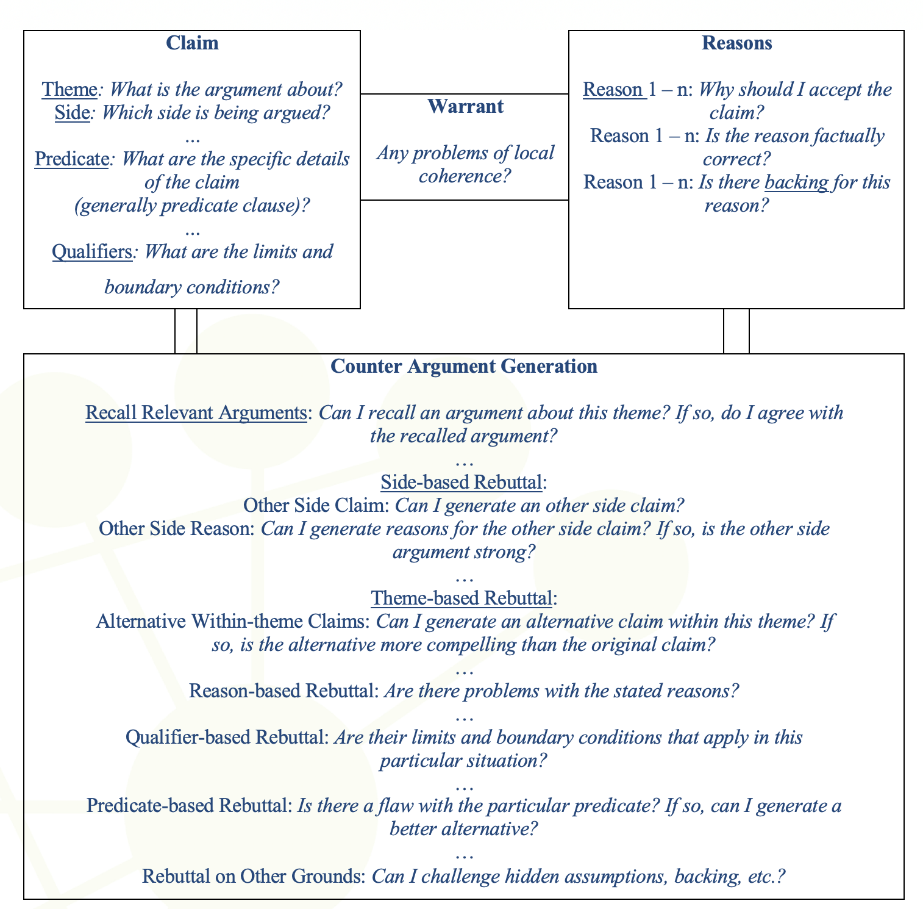 Claim
Theme: What is the argument about?
Side: Which side is being argued?
...
Predicate: What are the specific details
of the claim
(generally predicate clause)?
...
Qualifiers: What are the limits and
boundary conditions?
Warrant
Any problems of local
coherence?
Reasons
Reason 1 – n: Why should I accept the
claim?
Reason 1 – n: Is the reason factually
correct?
Reason 1 – n: Is there backing for this
reason?
Counter Argument Generation
Recall Relevant Arguments: Can I recall an argument about this theme? If so, do I agree with
the recalled argument?
...
Side-based Rebuttal:
Other Side Claim: Can I generate an other side claim?
Other Side Reason: Can I generate reasons for the other side claim? If so, is the other side
argument strong?
...
Theme-based Rebuttal:
Alternative Within-theme Claims: Can I generate an alternative claim within this theme? If
so, is the alternative more compelling than the original claim?
...
Reason-based Rebuttal: Are there problems with the stated reasons?
...
Qualifier-based Rebuttal: Are their limits and boundary conditions that apply in this
particular situation?
...
Predicate-based Rebuttal: Is there a flaw with the particular predicate? If so, can I generate a
better alternative?
...
Rebuttal on Other Grounds: Can I challenge hidden assumptions, backing, etc.?